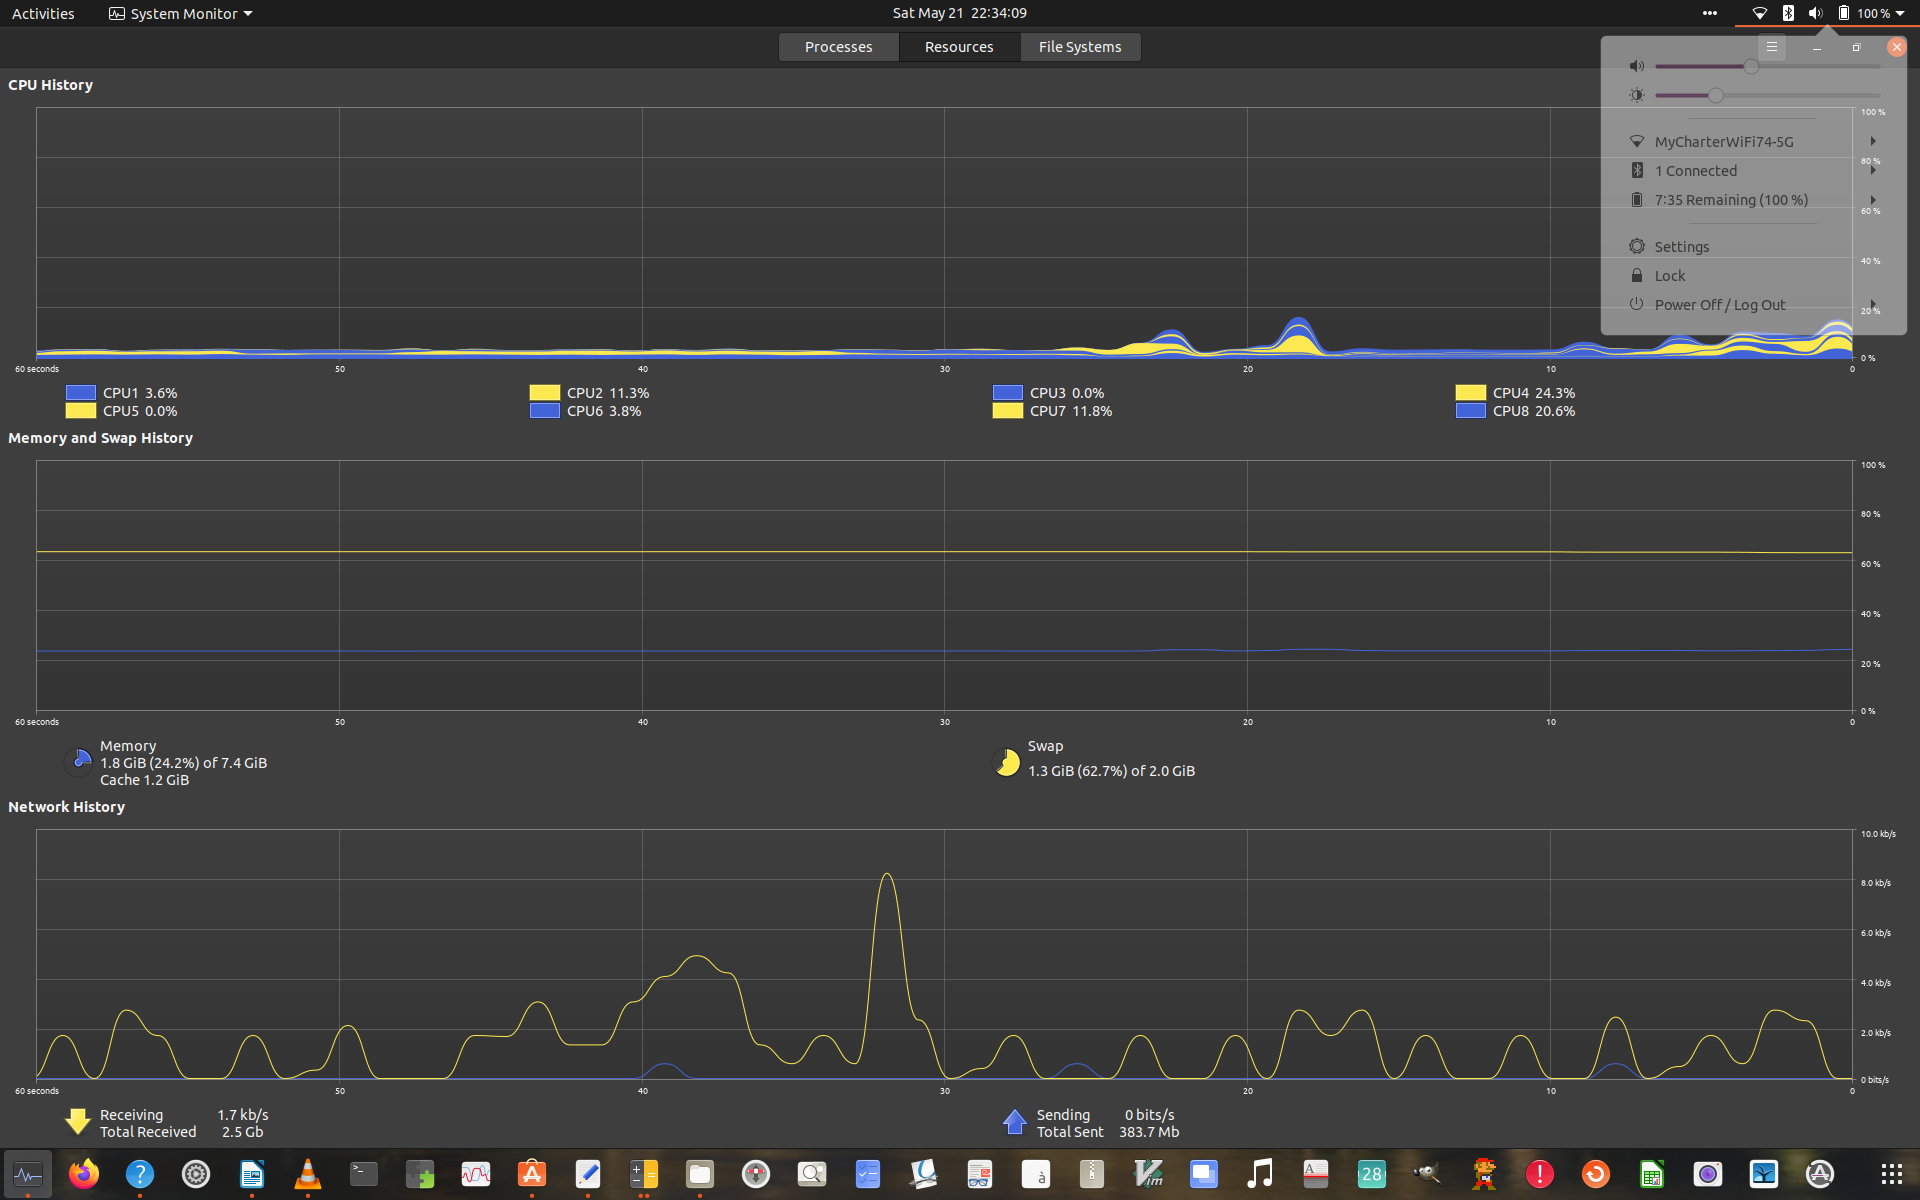 Activities System Monitor Sat May 21 22:34:09 100 %
Processes Resources File Systems
CPU History
100 %
80 %
60 %
40 %
20 %
0 %
60 seconds 50 40 30 20 10 0
MyCharterWiFi74-5G
1 Connected
7:35 Remaining (100 %)
Settings
Lock
Power Off / Log Out
CPU1 3.6% CPU2 11.3% CPU3 0.0% CPU4 24.3%
CPU5 0.0% CPU6 3.8% CPU7 11.8% CPU8 20.6%
Memory and Swap History
100 %
80 %
60 %
40 %
20 %
0 %
60 seconds 50 40 30 20 10 0
Memory
1.8 GiB (24.2%) of 7.4 GiB
Cache 1.2 GiB
Swap
1.3 GiB (62.7%) of 2.0 GiB
Network History
10.0 kb/s
8.0 kb/s
6.0 kb/s
4.0 kb/s
2.0 kb/s
0 bits/s
60 seconds 50 40 30 20 10 0
Receiving 1.7 kb/s
Total Received 2.5 Gb
Sending 0 bits/s
Total Sent 383.7 Mb
? >_ A à Vim A 28 !